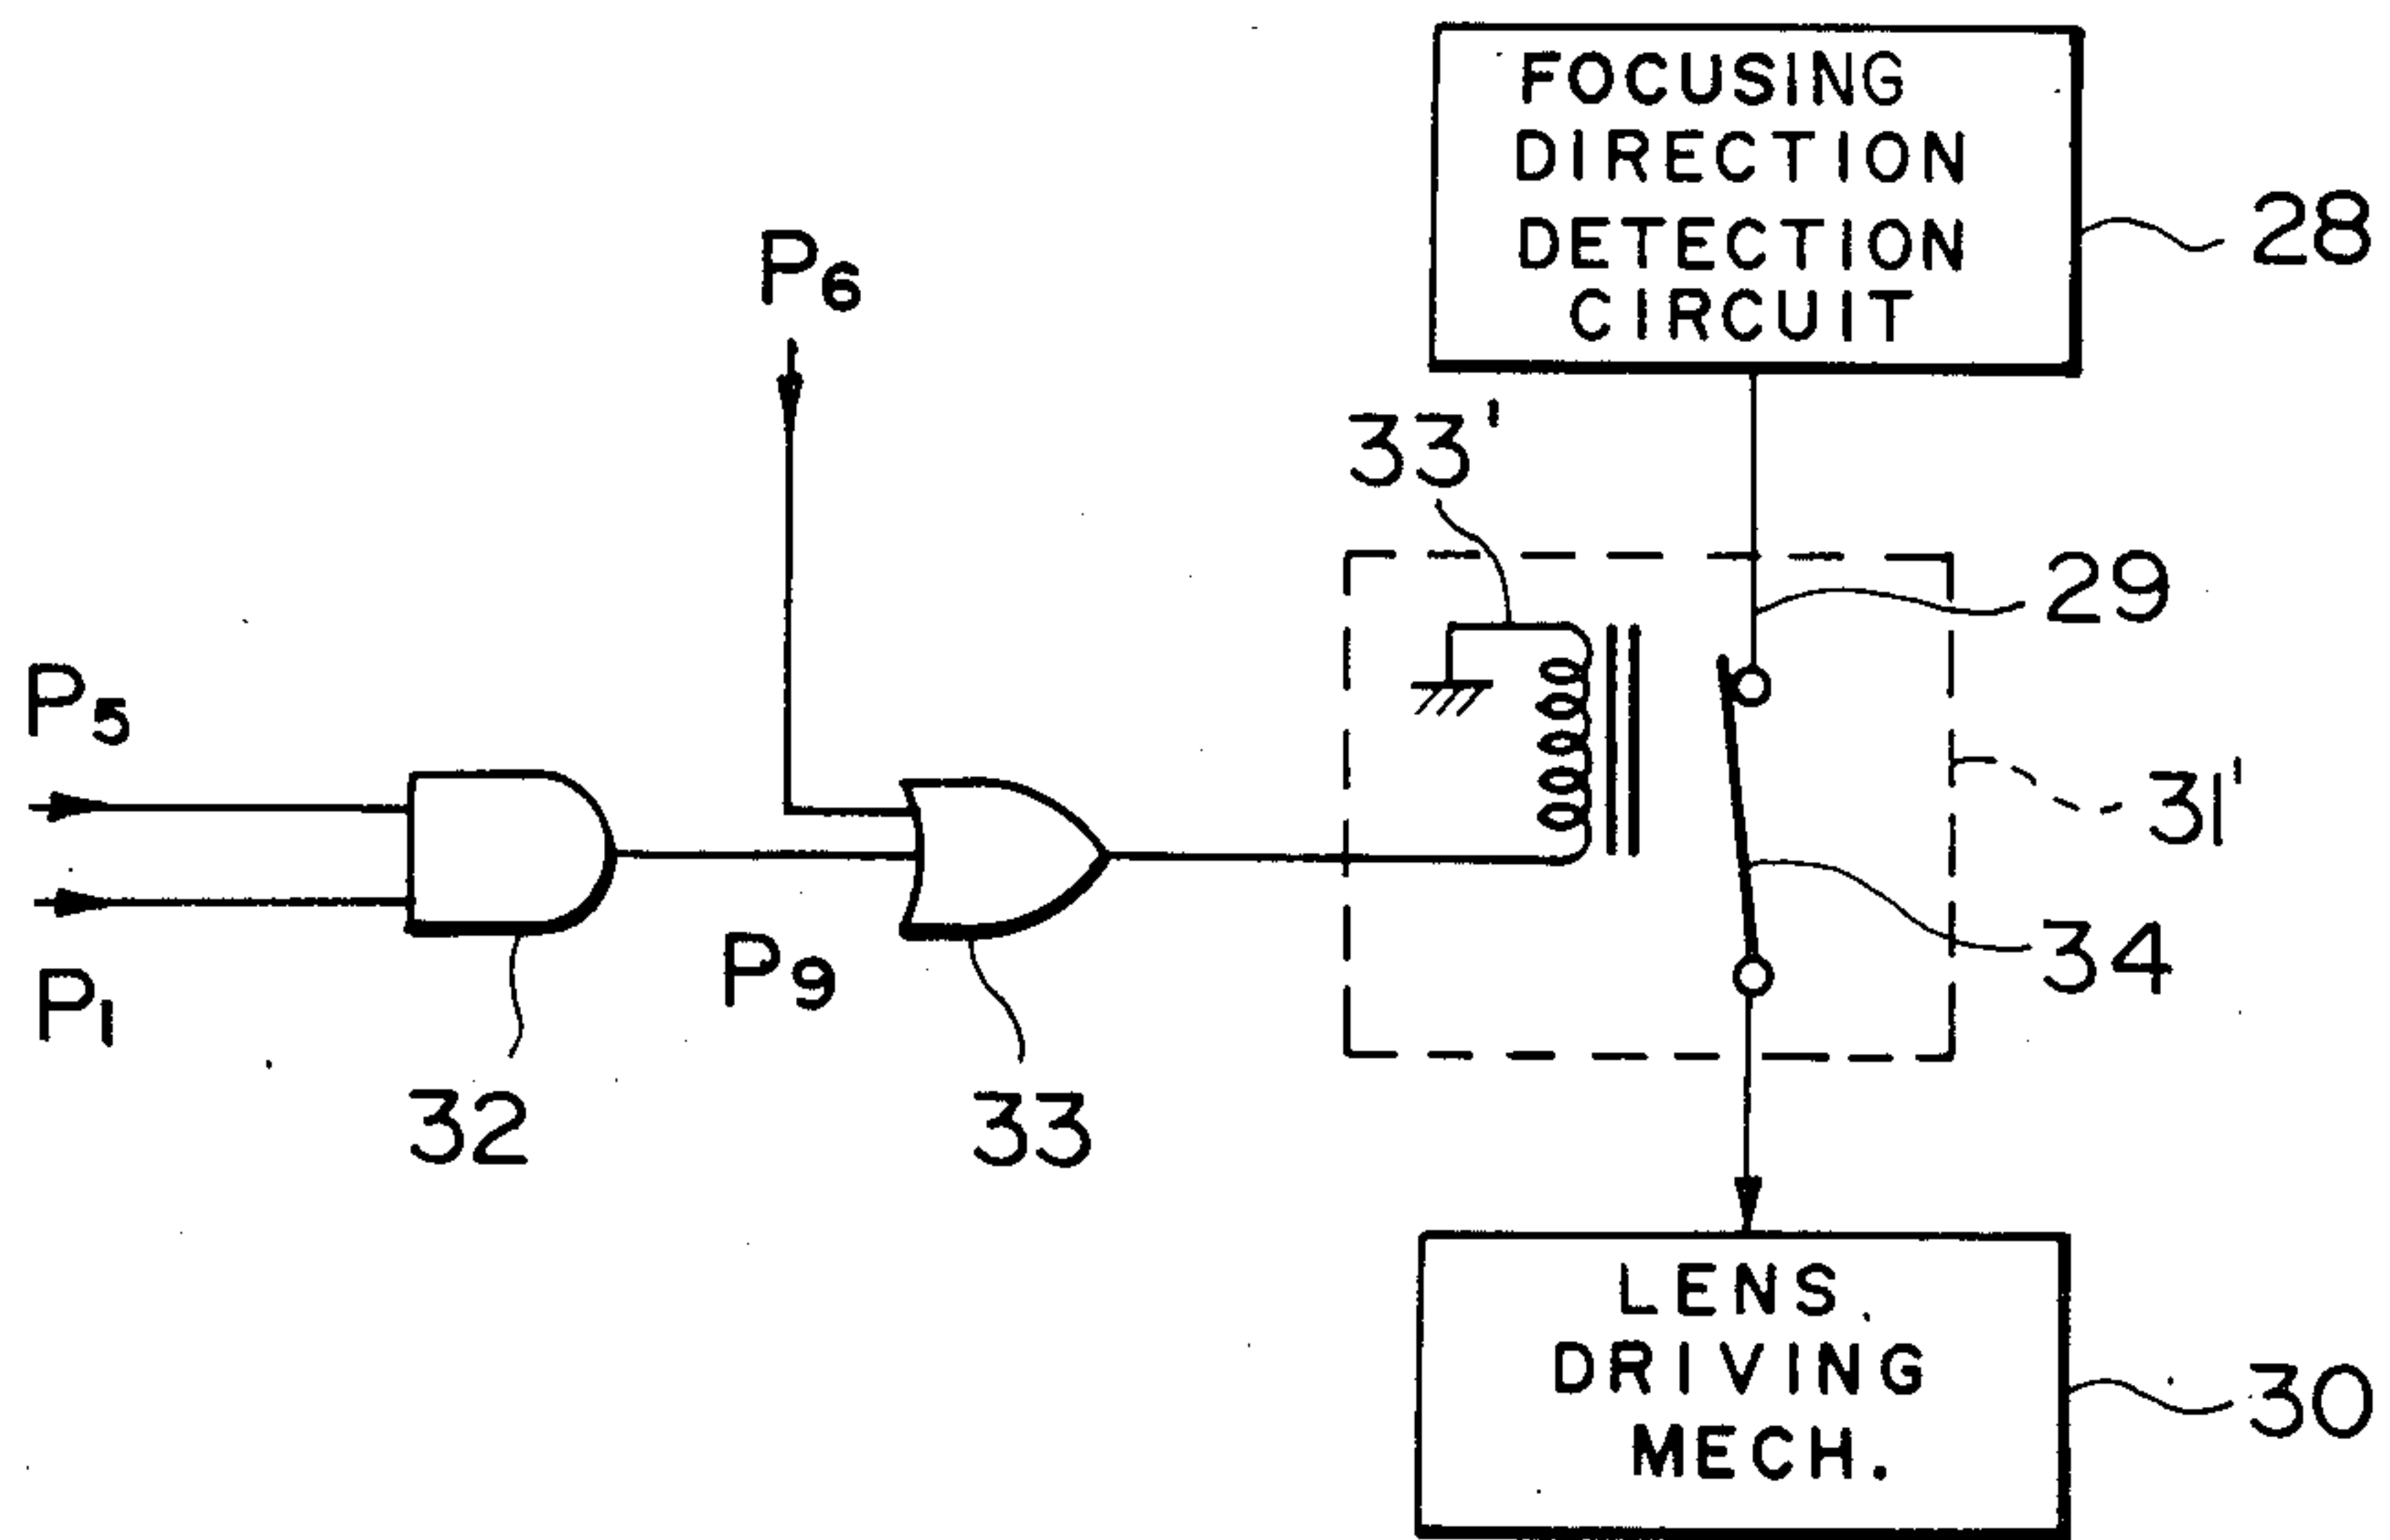 FOCUSING
DIRECTION
DETECTION
CIRCUIT
28
P6
33'
29
P5
31'
34
P9
P1
32
33
LENS
DRIVING
MECH.
30